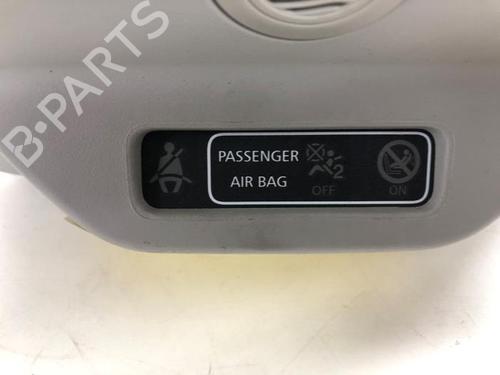 B-PARTS
PASSENGER
AIR BAG
2
OFF
ON